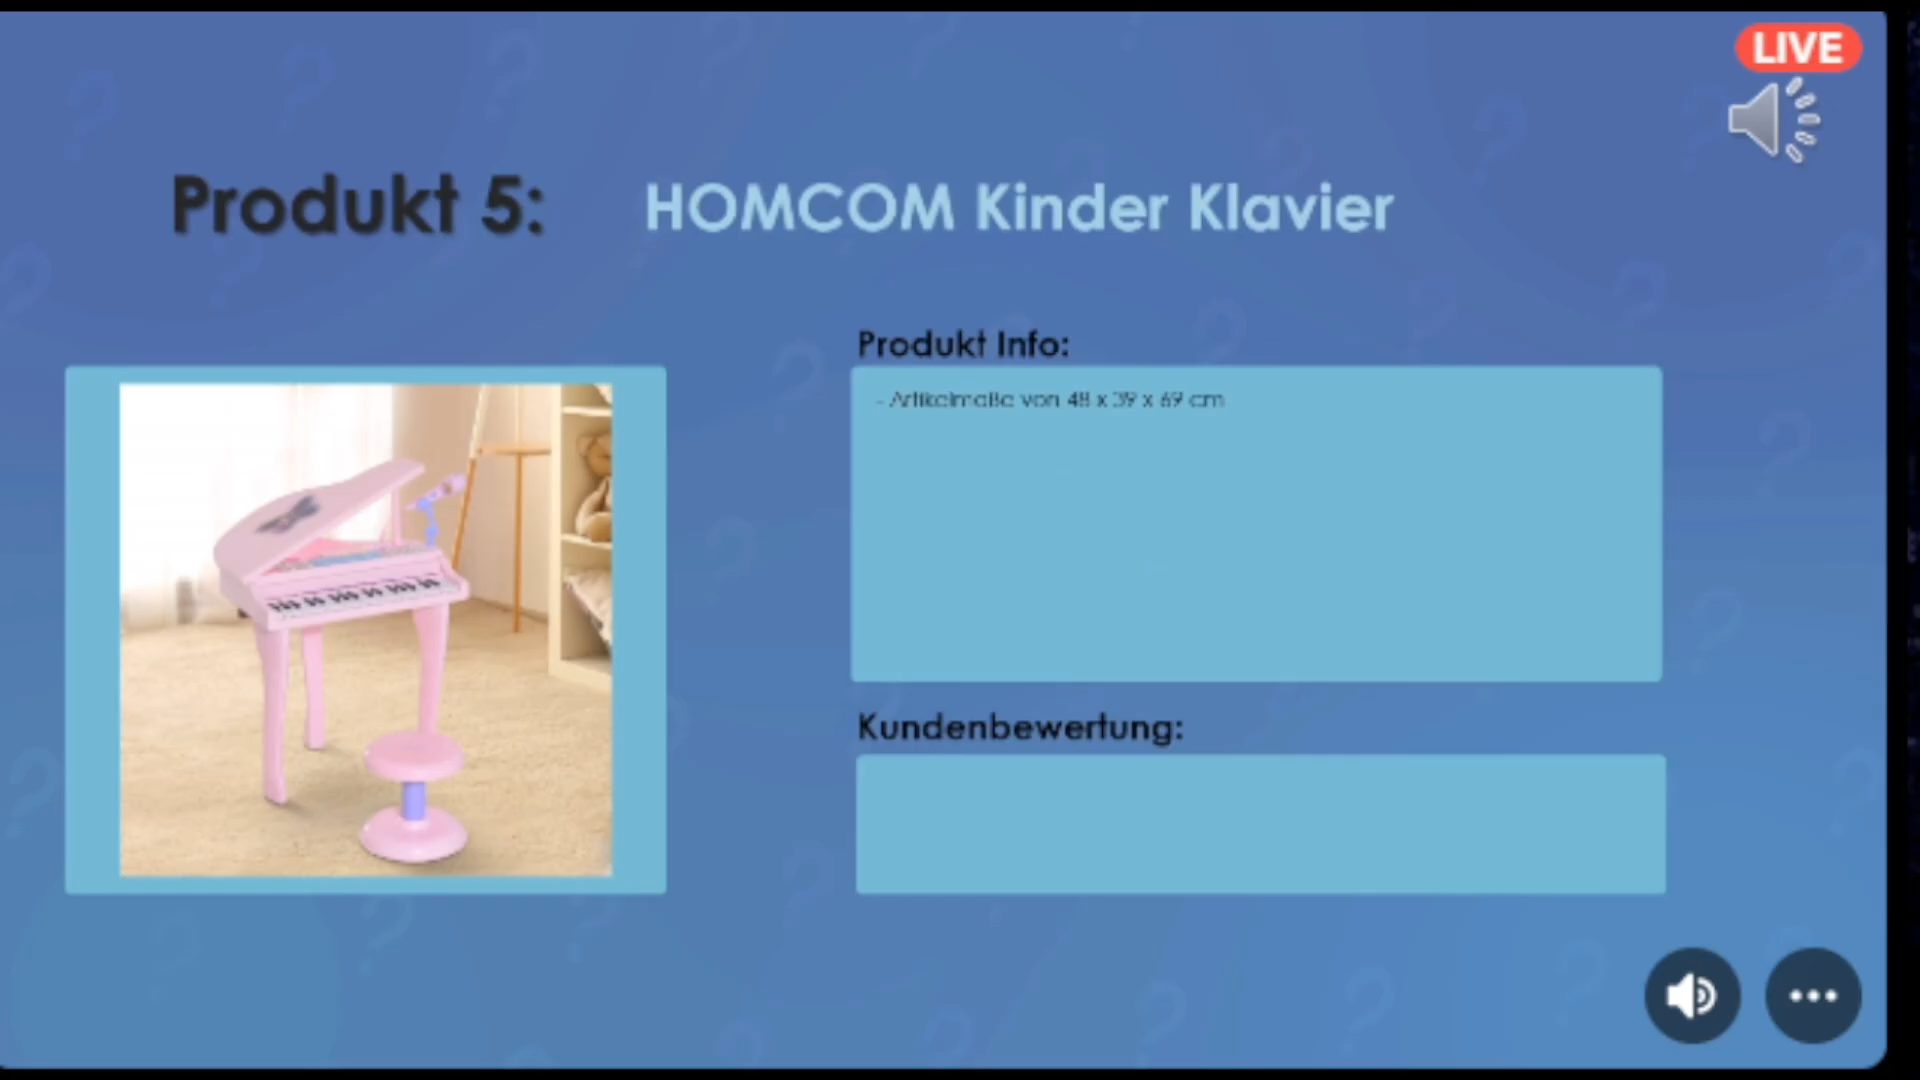 LIVE
Produkt 5: HOMCOM Kinder Klavier
Produkt Info:
- Artikelmaße von 48 x 39 x 69 cm
Kundenbewertung: